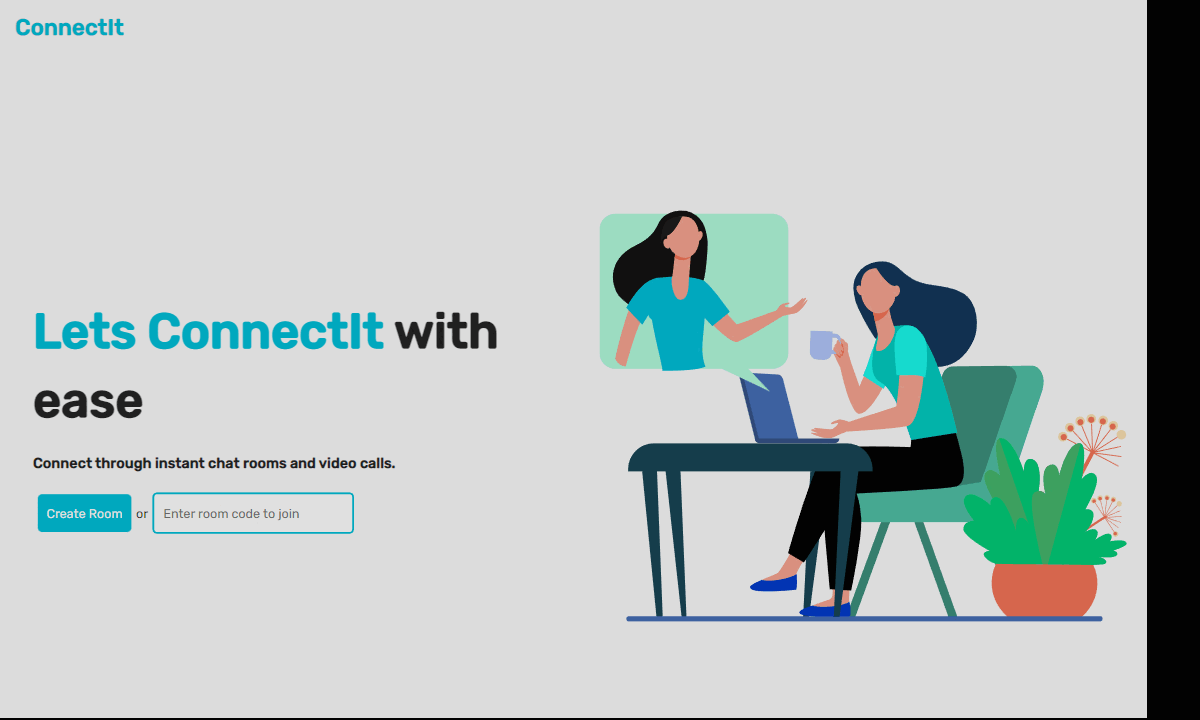 ConnectIt
Lets ConnectIt with
ease
Connect through instant chat rooms and video calls.
Create Room or Enter room code to join